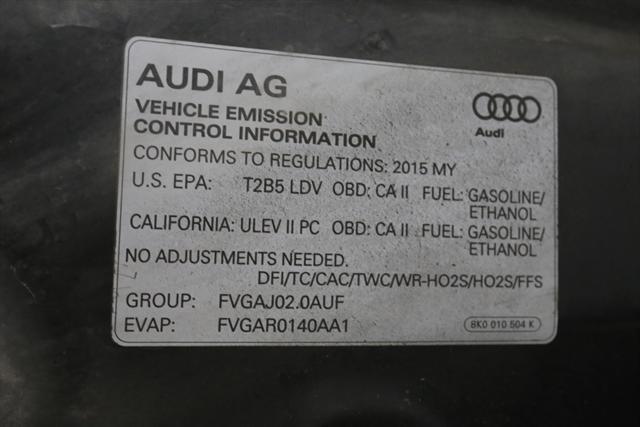 AUDI AG
Audi
VEHICLE EMISSION
CONTROL INFORMATION
CONFORMS TO REGULATIONS: 2015 MY
U.S. EPA: T2B5 LDV OBD: CA II FUEL: GASOLINE/
ETHANOL
CALIFORNIA: ULEV II PC OBD: CA II FUEL: GASOLINE/
ETHANOL
NO ADJUSTMENTS NEEDED.
DFI/TC/CAC/TWC/WR-HO2S/HO2S/FFS
GROUP: FVGAJ02.0AUF
EVAP: FVGAR0140AA1
8K0 010 504 K